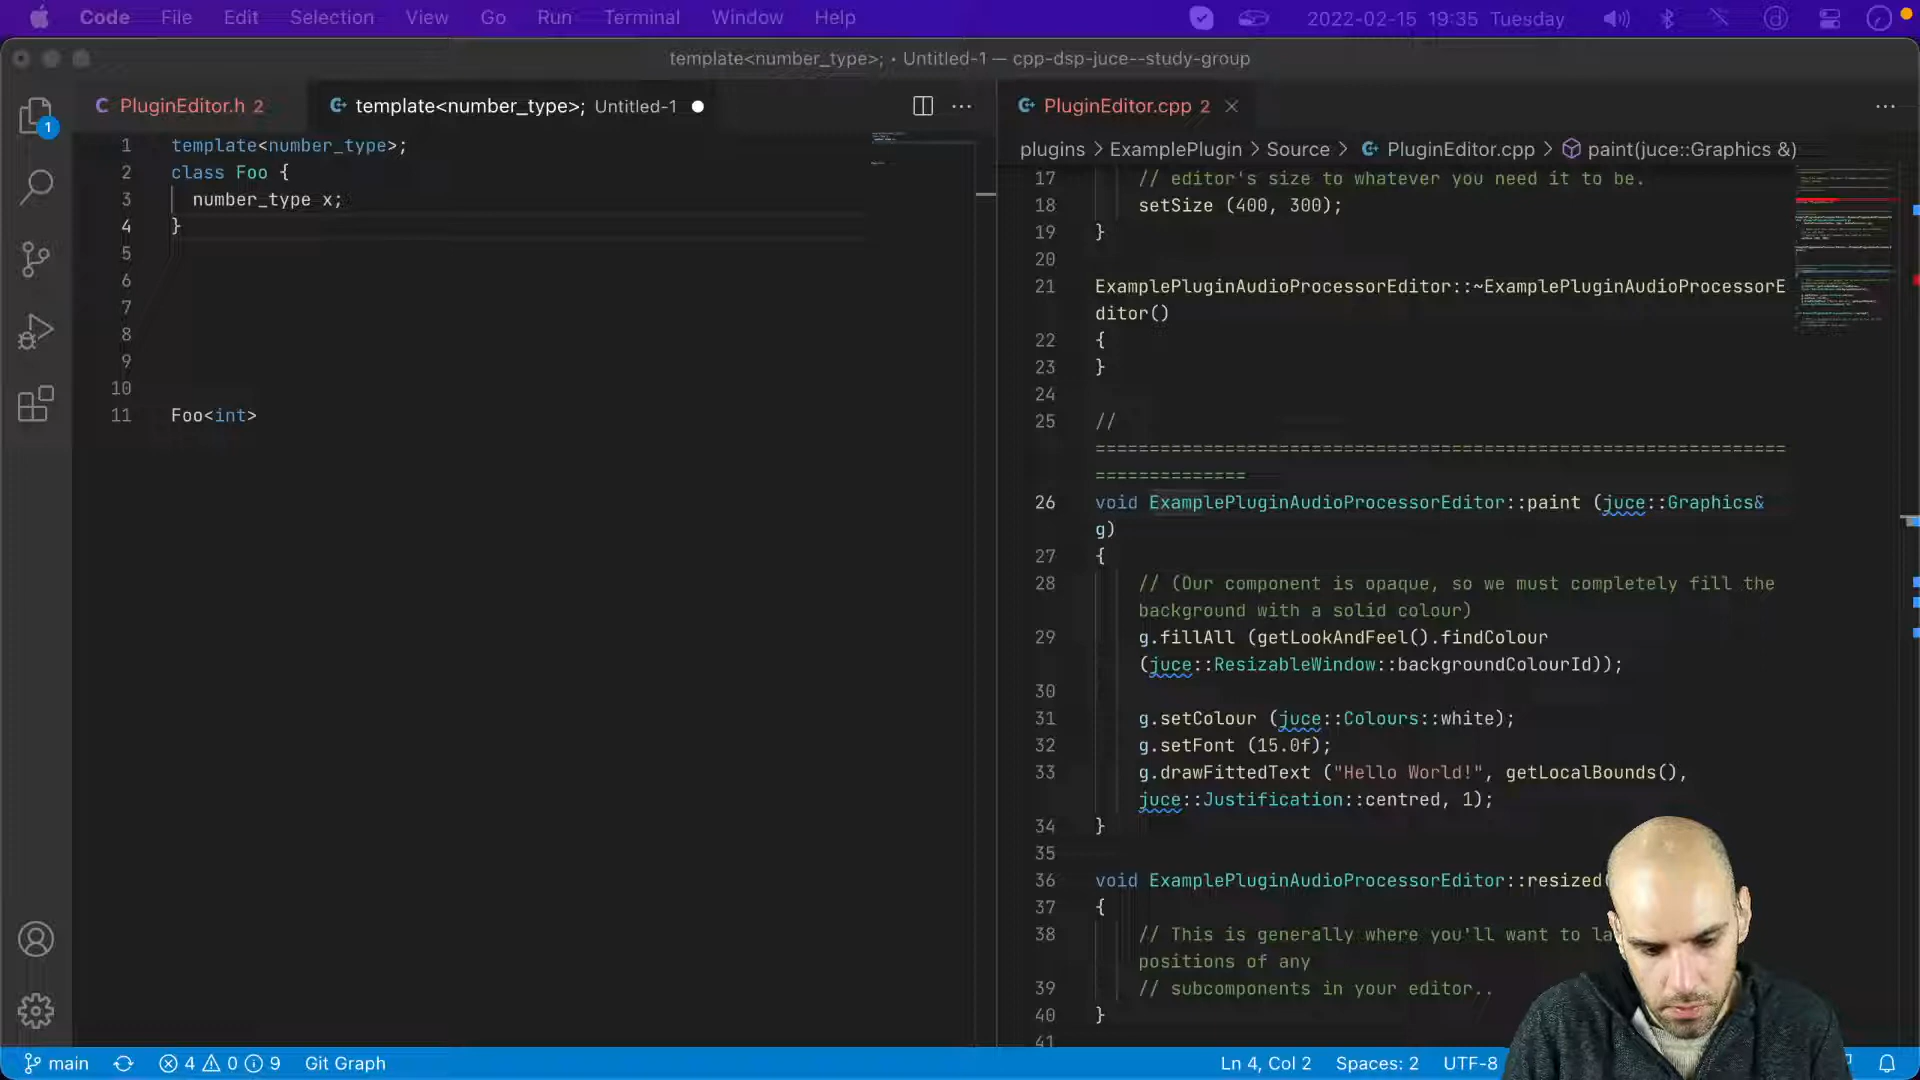 Code File Edit Selection View Go Run Terminal Window Help 2022-02-15 19:35 Tuesday
template<number_type>; • Untitled-1 — cpp-dsp-juce--study-group
PluginEditor.h 2
template<number_type>; Untitled-1
PluginEditor.cpp 2
1
plugins > ExamplePlugin > Source > PluginEditor.cpp > paint(juce::Graphics &)
1 template<number_type>;
2 class Foo {
3 number_type x;
4 }
5
6
7
8
9
10
11 Foo<int>
17 // editor's size to whatever you need it to be.
18 setSize (400, 300);
19 }
20
21 ExamplePluginAudioProcessorEditor::~ExamplePluginAudioProcessorE
ditor()
22 {
23 }
24
25 //
================================================================
==============
26 void ExamplePluginAudioProcessorEditor::paint (juce::Graphics&
g)
27 {
28 // (Our component is opaque, so we must completely fill the
background with a solid colour)
29 g.fillAll (getLookAndFeel().findColour
(juce::ResizableWindow::backgroundColourId));
30
31 g.setColour (juce::Colours::white);
32 g.setFont (15.0f);
33 g.drawFittedText ("Hello World!", getLocalBounds(),
juce::Justification::centred, 1);
34 }
35
36 void ExamplePluginAudioProcessorEditor::resized(
37 {
38 // This is generally where you'll want to la
positions of any
39 // subcomponents in your editor..
40 }
41
main 4 0 9 Git Graph Ln 4, Col 2 Spaces: 2 UTF-8